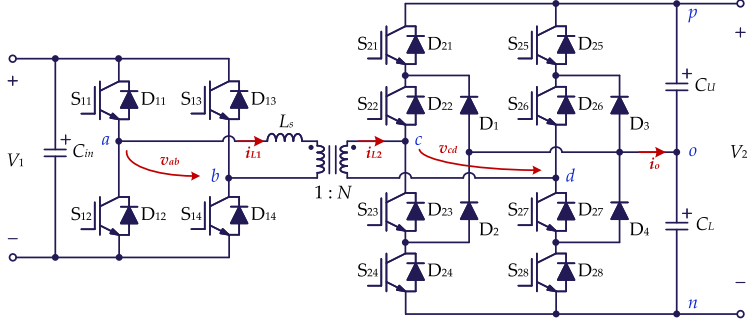 p
S21 D21 S25 D25
+ +
S11 D11 S13 D13 S22 D22 D1 S26 D26 D3 + CU
a Ls
+ Cin iL1 iL2 c vcd io o
V1 vab V2
b d
1 : N
S12 D12 S14 D14 S23 D23 D2 S27 D27 D4 + CL
− −
S24 D24 S28 D28
n